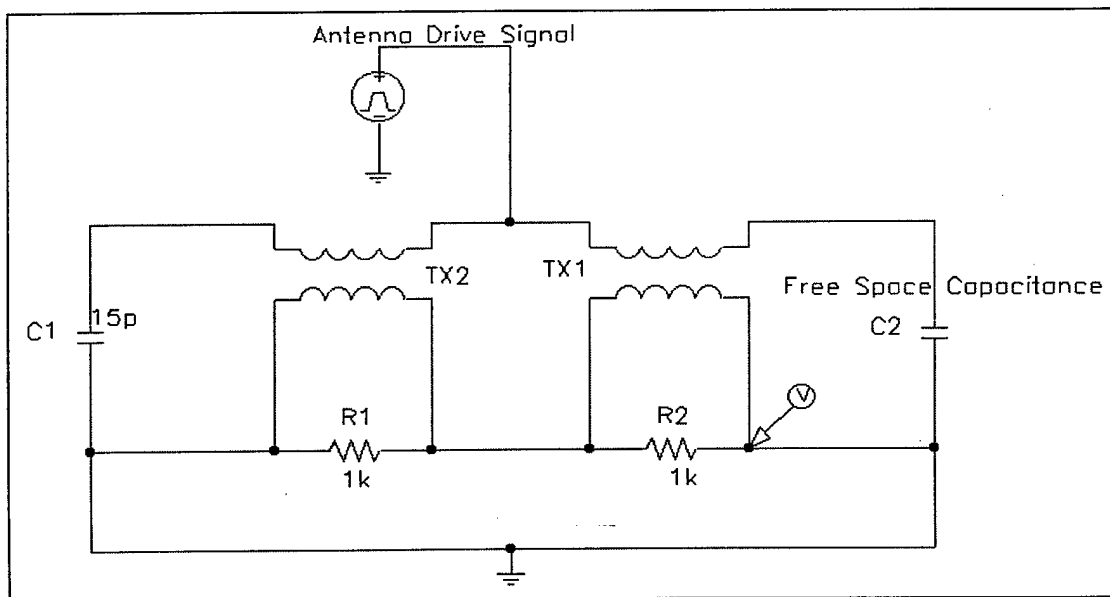 Antenna Drive Signal
TX2
TX1
Free Space Capacitance
15p
C1
C2
V
R1
R2
1k
1k